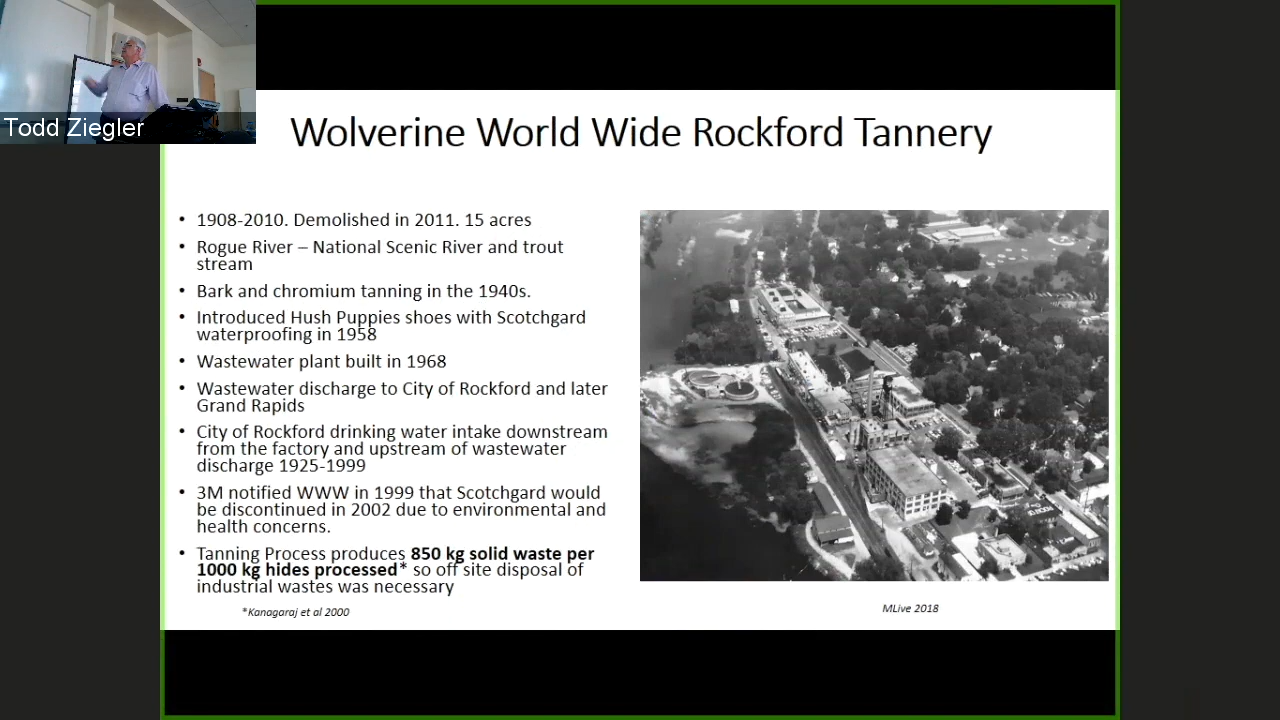 Todd Ziegler
Wolverine World Wide Rockford Tannery
• 1908-2010. Demolished in 2011. 15 acres
• Rogue River – National Scenic River and trout
stream
• Bark and chromium tanning in the 1940s.
• Introduced Hush Puppies shoes with Scotchgard
waterproofing in 1958
• Wastewater plant built in 1968
• Wastewater discharge to City of Rockford and later
Grand Rapids
• City of Rockford drinking water intake downstream
from the factory and upstream of wastewater
discharge 1925-1999
• 3M notified WWW in 1999 that Scotchgard would
be discontinued in 2002 due to environmental and
health concerns.
• Tanning Process produces 850 kg solid waste per
1000 kg hides processed* so off site disposal of
industrial wastes was necessary
*Kanagaraj et al 2000
MLive 2018